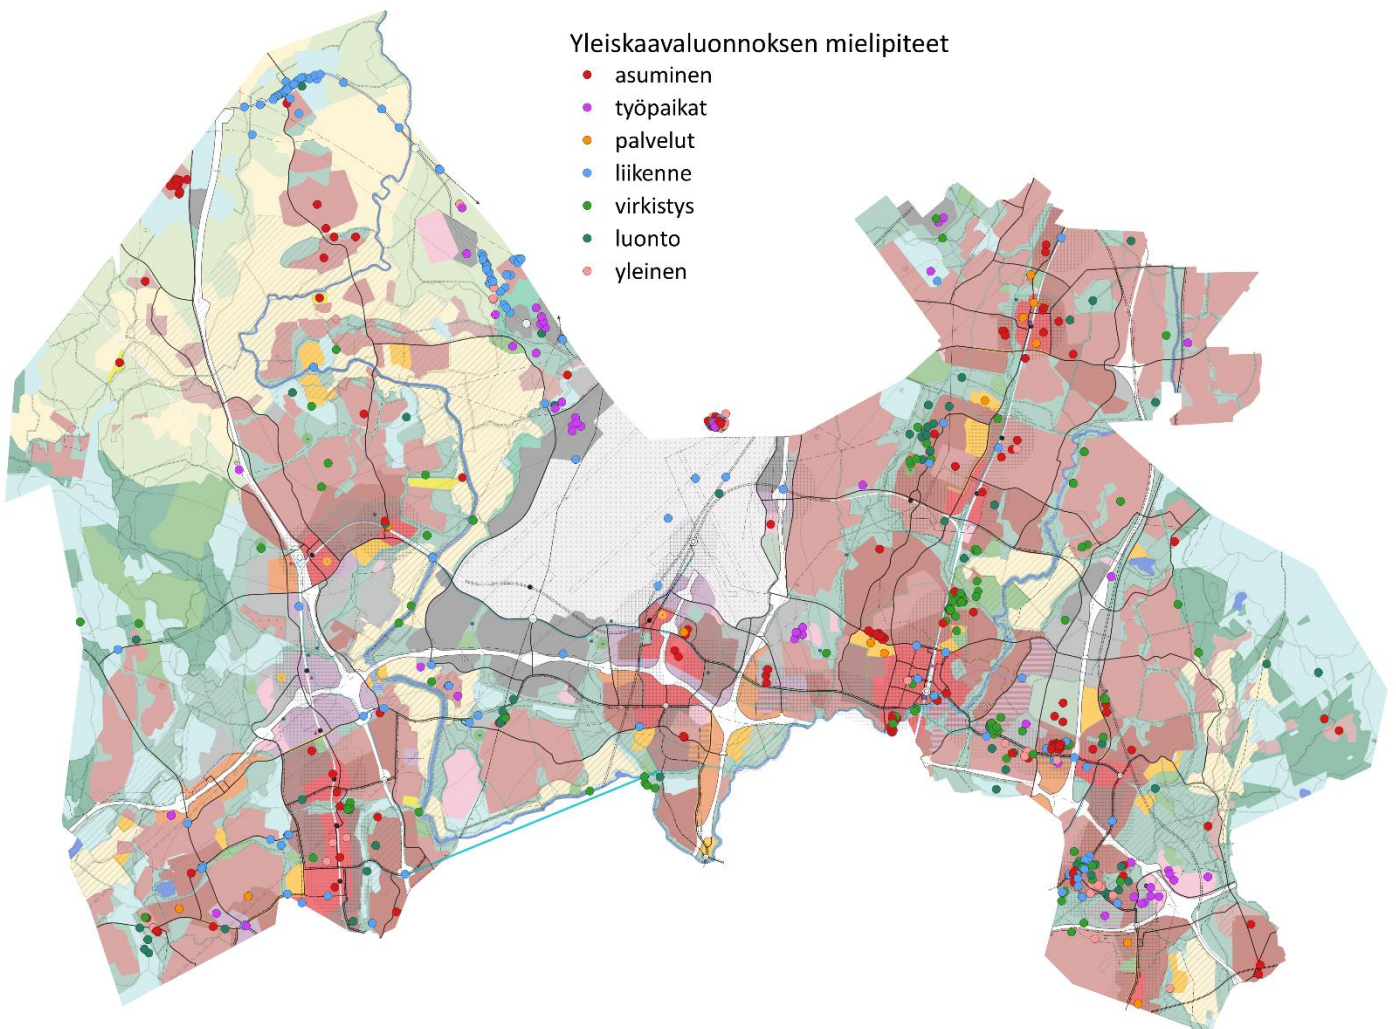 Yleiskaavaluonnoksen mielipiteet
asuminen
työpaikat
palvelut
liikenne
virkistys
luonto
yleinen